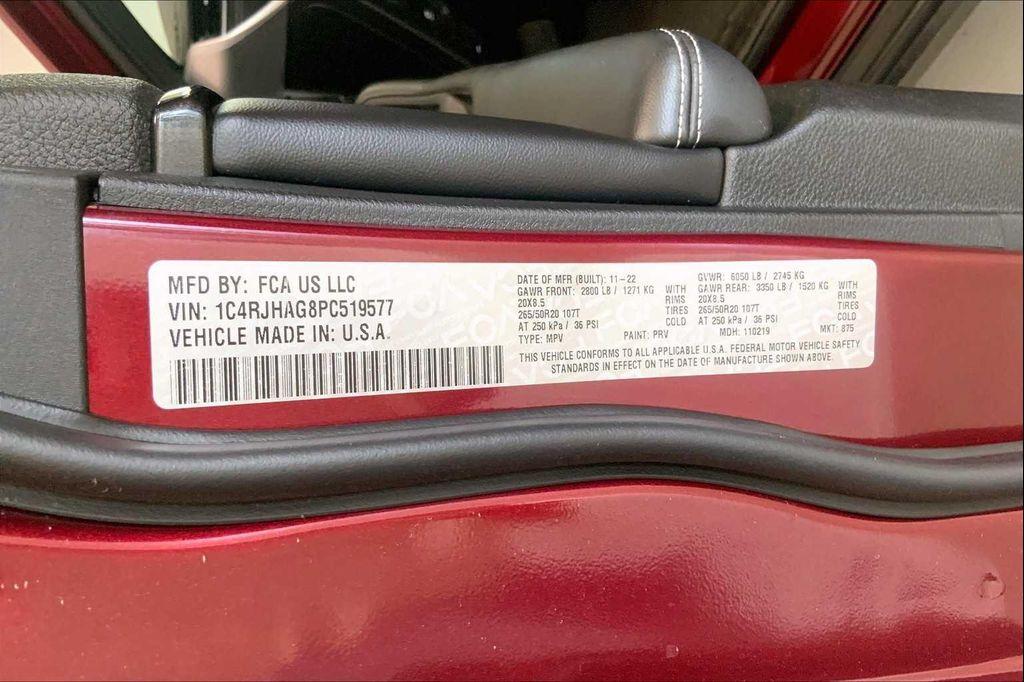 MFD BY: FCA US LLC
VIN: 1C4RJHAG8PC519577
VEHICLE MADE IN: U.S.A.
DATE OF MFR (BUILT): 11-22
GAWR FRONT: 2800 LB / 1271 KG WITH
20X8.5 RIMS
265/50R20 107T TIRES
AT 250 kPa / 36 PSI COLD
TYPE: MPV PAINT: PRV
GVWR: 6050 LB / 2745 KG
GAWR REAR: 3350 LB / 1520 KG WITH
20X8.5 RIMS
265/50R20 107T TIRES
AT 250 kPa / 36 PSI COLD
MDH: 110219 MKT: 875
THIS VEHICLE CONFORMS TO ALL APPLICABLE U.S.A. FEDERAL MOTOR VEHICLE SAFETY
STANDARDS IN EFFECT ON THE DATE OF MANUFACTURE SHOWN ABOVE.